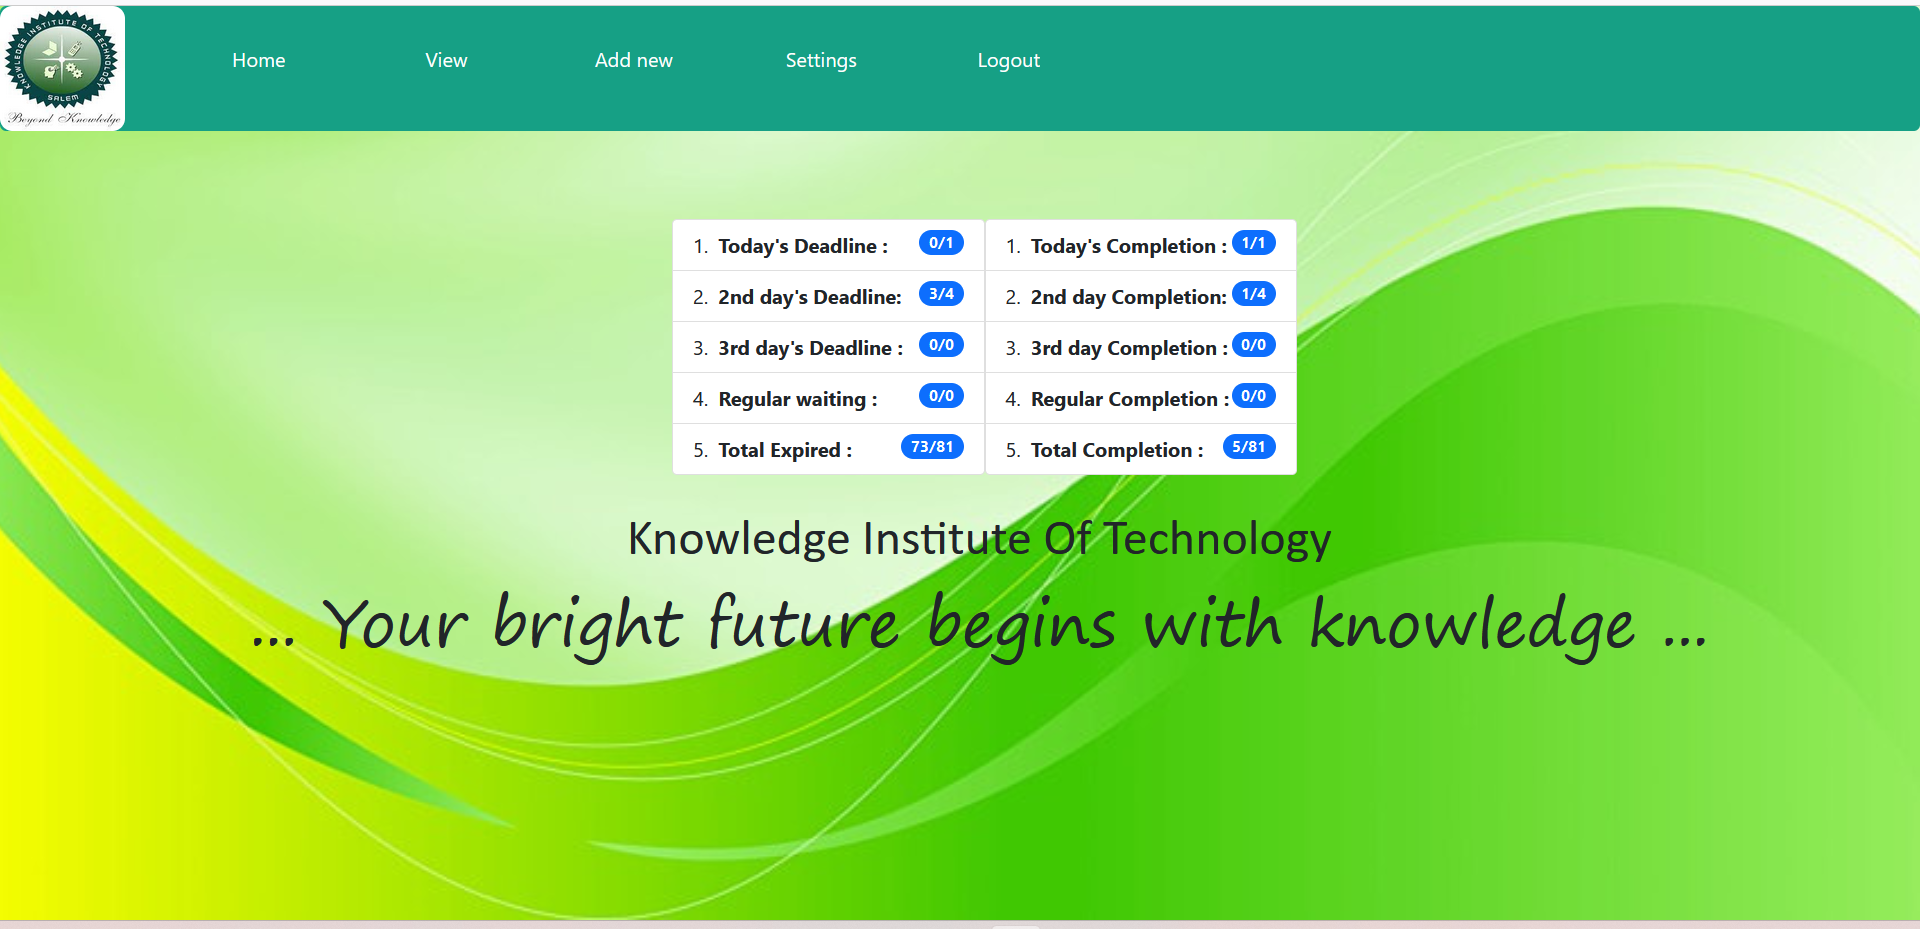 KNOWLEDGE INSTITUTE OF TECHNOLOGY
SALEM
Beyond Knowledge
Home View Add new Settings Logout
1. Today's Deadline : 0/1
2. 2nd day's Deadline: 3/4
3. 3rd day's Deadline : 0/0
4. Regular waiting : 0/0
5. Total Expired : 73/81
1. Today's Completion : 1/1
2. 2nd day Completion: 1/4
3. 3rd day Completion : 0/0
4. Regular Completion : 0/0
5. Total Completion : 5/81
Knowledge Institute Of Technology
... Your bright future begins with knowledge ...